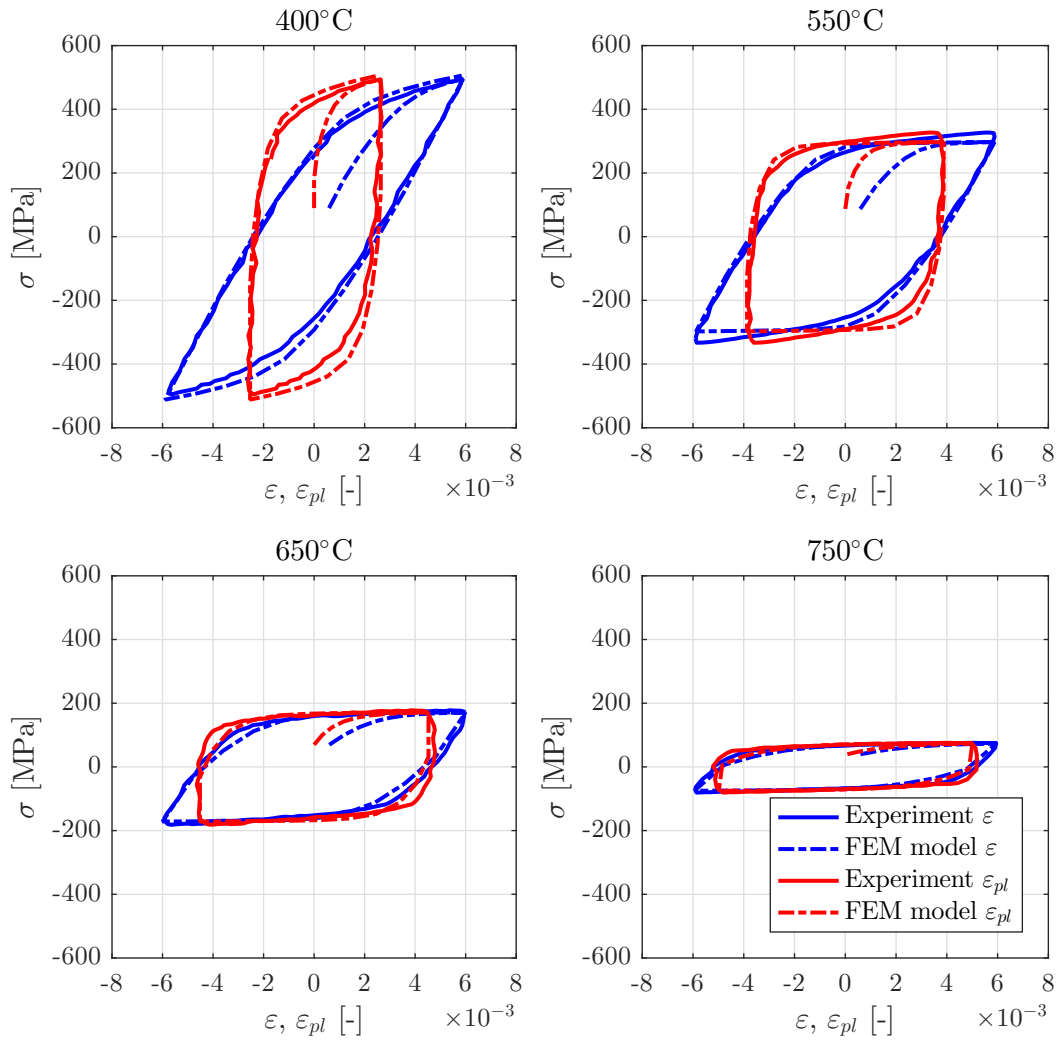 400°C
600
400
200
0
-200
-400
-600
-8 -6 -4 -2 0 2 4 6 8
σ [MPa]
ε, ε_pl [-]
×10⁻³
550°C
600
400
200
0
-200
-400
-600
-8 -6 -4 -2 0 2 4 6 8
σ [MPa]
ε, ε_pl [-]
×10⁻³
650°C
600
400
200
0
-200
-400
-600
-8 -6 -4 -2 0 2 4 6 8
σ [MPa]
ε, ε_pl [-]
×10⁻³
750°C
600
400
200
0
-200
-400
-600
-8 -6 -4 -2 0 2 4 6 8
σ [MPa]
ε, ε_pl [-]
×10⁻³
Experiment ε
FEM model ε
Experiment ε_pl
FEM model ε_pl